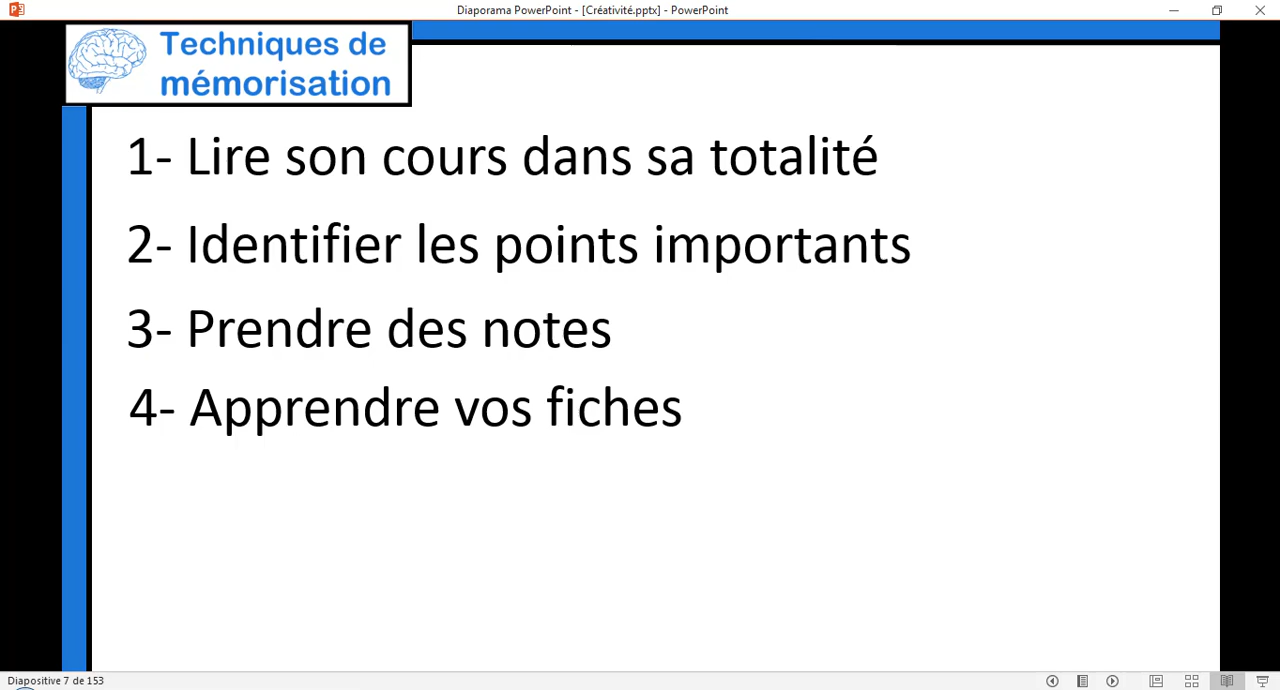 Diaporama PowerPoint - [Créativité.pptx] - PowerPoint
Techniques de
mémorisation
1- Lire son cours dans sa totalité
2- Identifier les points importants
3- Prendre des notes
4- Apprendre vos fiches
Diapositive 7 de 153